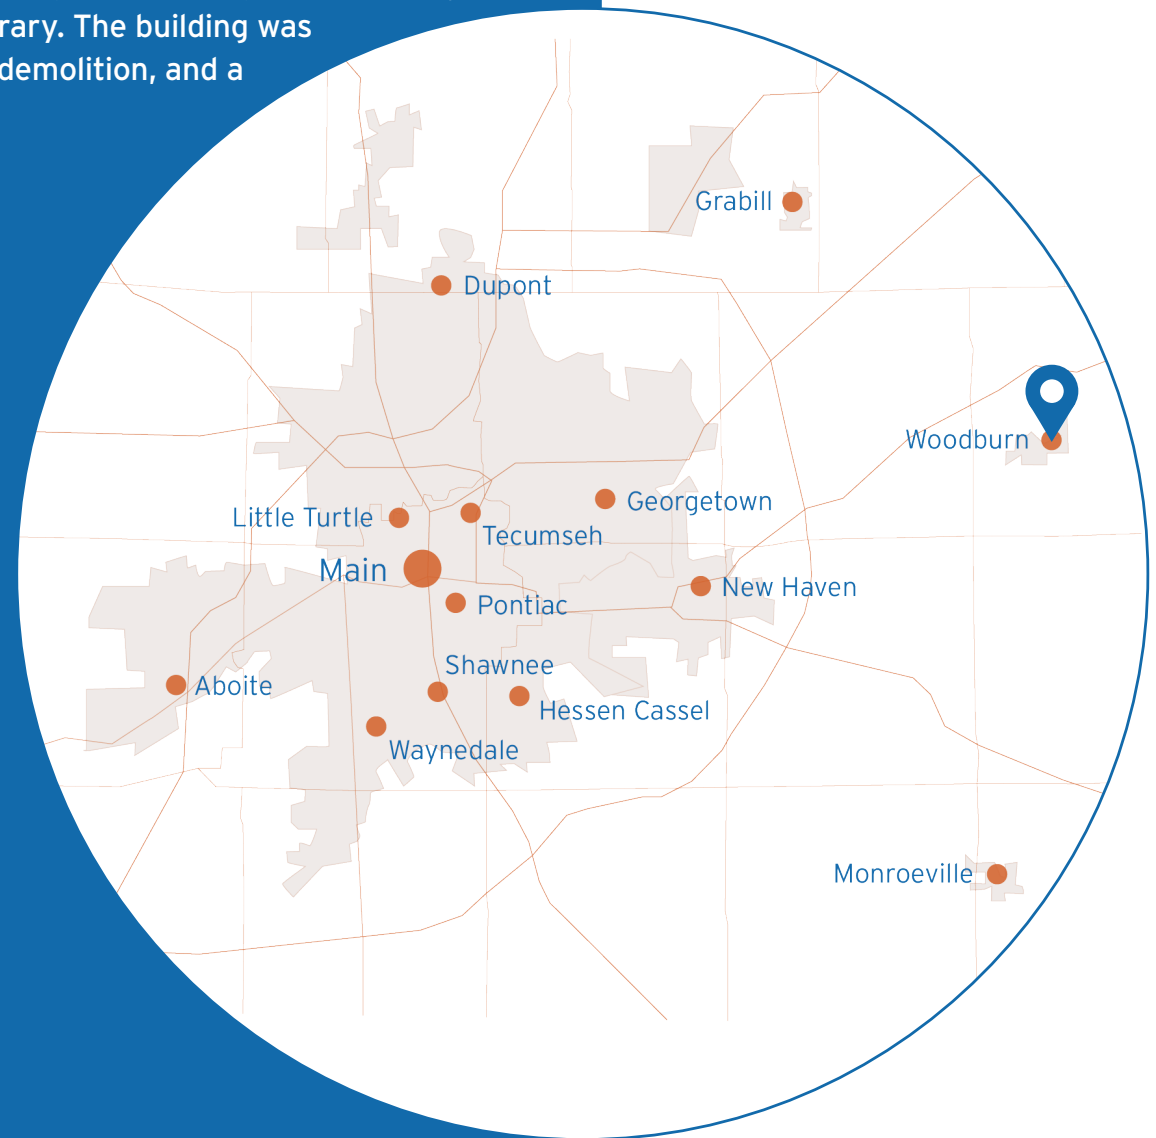 rary. The building was
demolition, and a
Grabill
Dupont
Woodburn
Georgetown
Little Turtle
Tecumseh
Main
New Haven
Pontiac
Shawnee
Aboite
Hessen Cassel
Waynedale
Monroeville